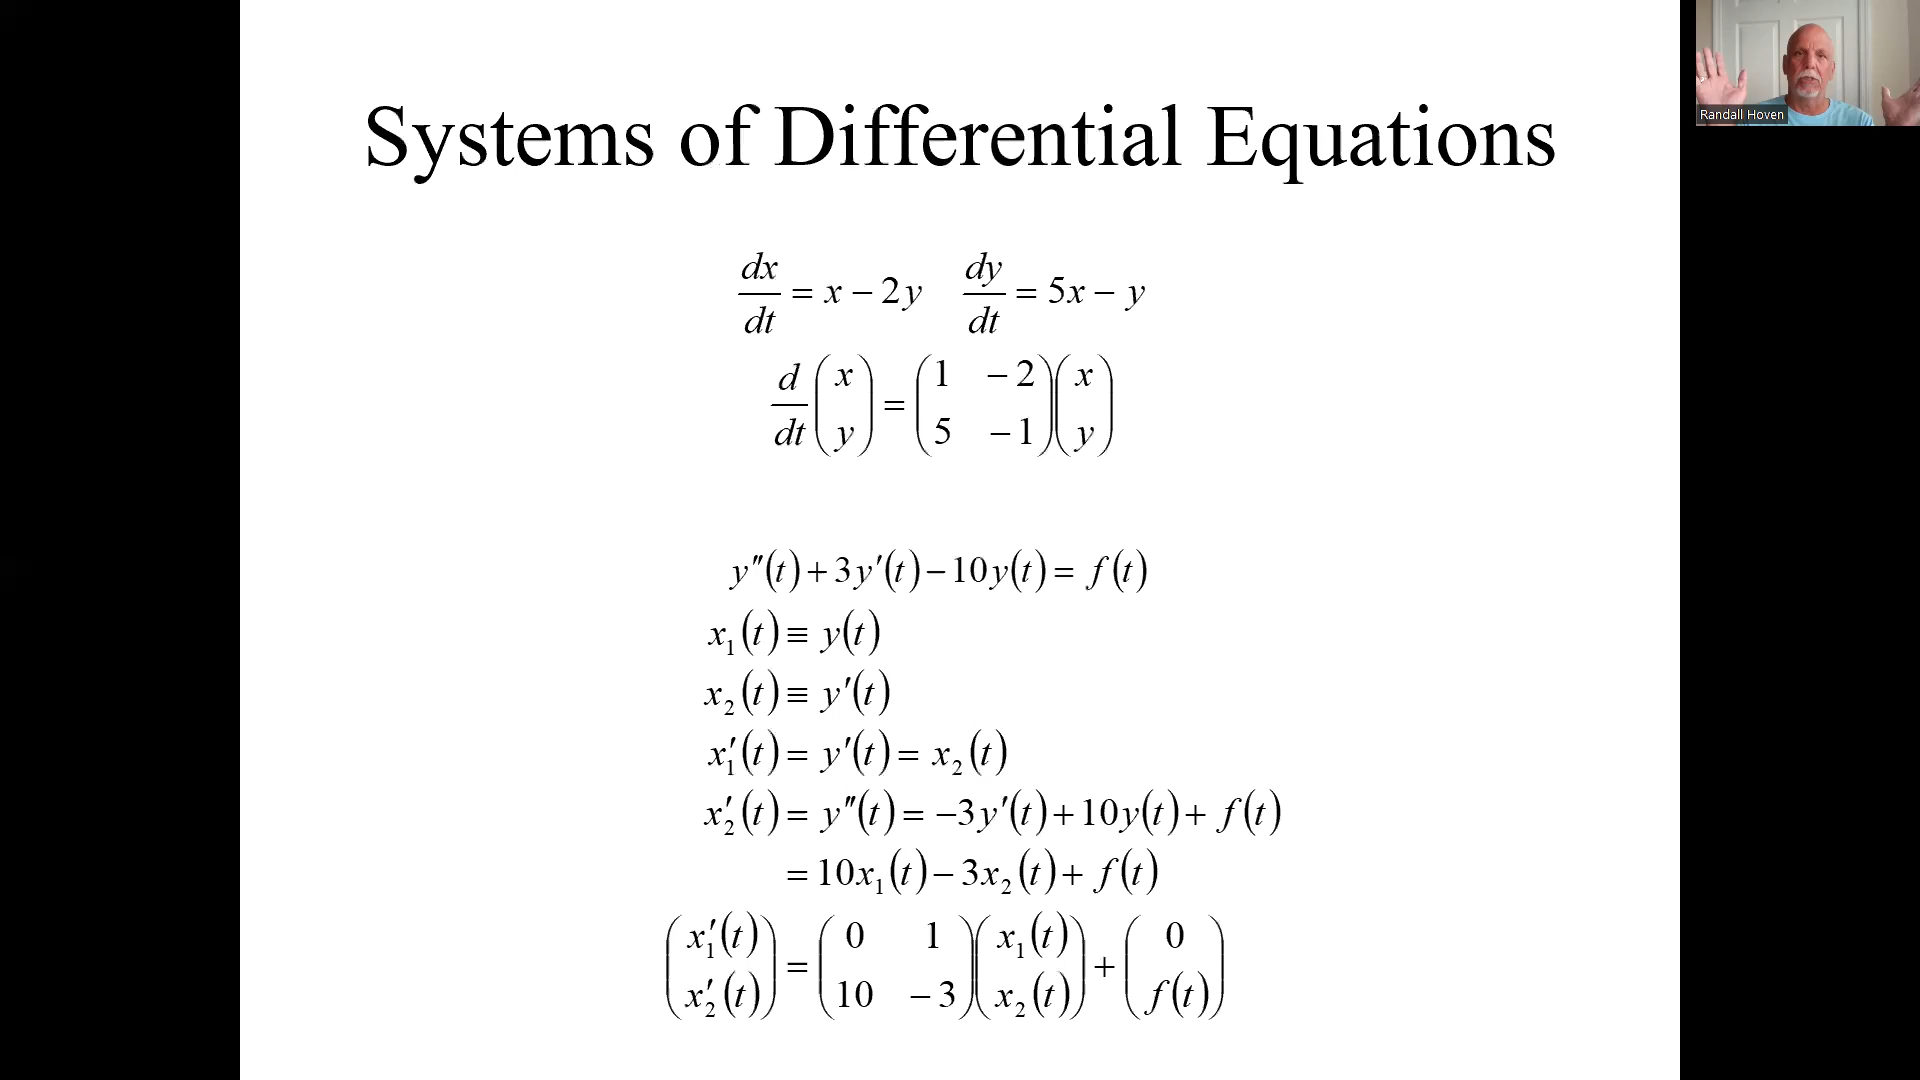 Systems of Differential Equations
Randall Hoven
dx/dt = x − 2y   dy/dt = 5x − y
d/dt (x y) = (1 −2 5 −1)(x y)
y″(t) + 3y′(t) − 10y(t) = f(t)
x₁(t) ≡ y(t)
x₂(t) ≡ y′(t)
x₁′(t) = y′(t) = x₂(t)
x₂′(t) = y″(t) = −3y′(t) + 10y(t) + f(t)
= 10x₁(t) − 3x₂(t) + f(t)
(x₁′(t) x₂′(t)) = (0 1 10 −3)(x₁(t) x₂(t)) + (0 f(t))